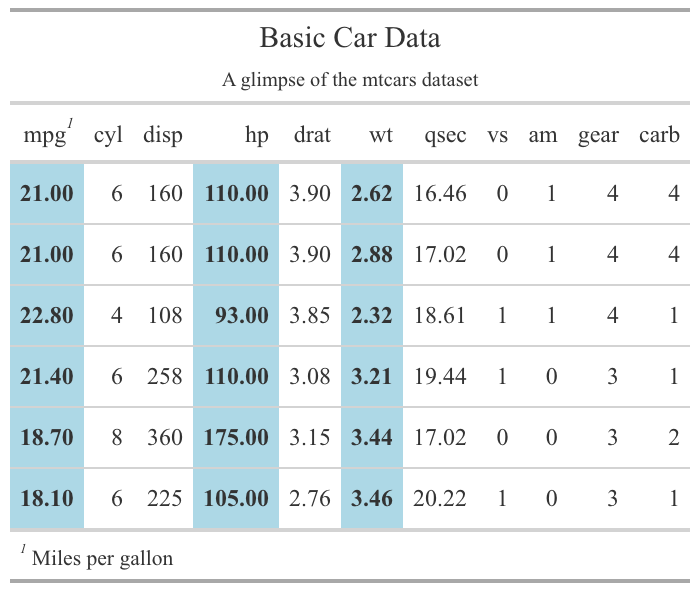 Basic Car Data
A glimpse of the mtcars dataset
mpg1 cyl disp hp drat wt qsec vs am gear carb
21.00 6 160 110.00 3.90 2.62 16.46 0 1 4 4
21.00 6 160 110.00 3.90 2.88 17.02 0 1 4 4
22.80 4 108 93.00 3.85 2.32 18.61 1 1 4 1
21.40 6 258 110.00 3.08 3.21 19.44 1 0 3 1
18.70 8 360 175.00 3.15 3.44 17.02 0 0 3 2
18.10 6 225 105.00 2.76 3.46 20.22 1 0 3 1
1 Miles per gallon